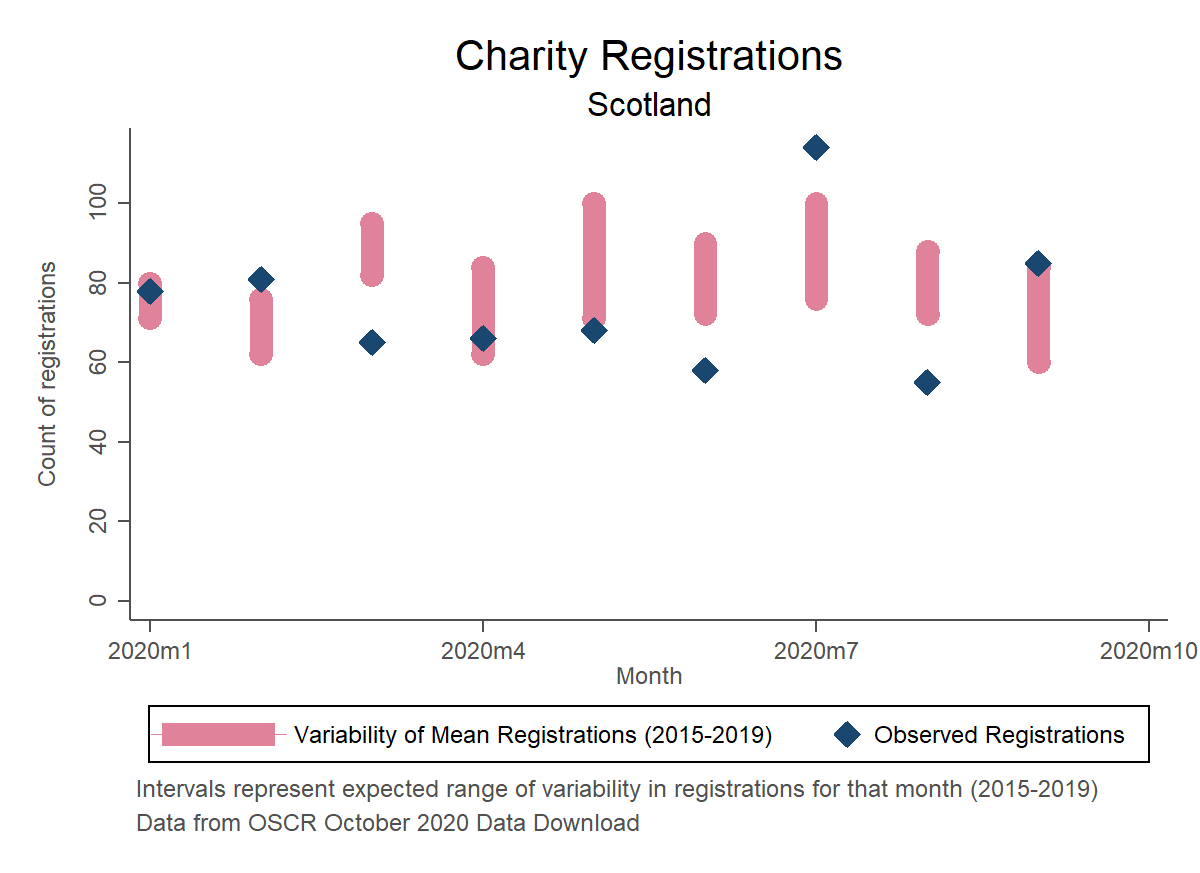 Charity Registrations
Scotland
Count of registrations
100
80
60
40
20
0
2020m1 2020m4 2020m7 2020m10
Month
Variability of Mean Registrations (2015-2019) Observed Registrations
Intervals represent expected range of variability in registrations for that month (2015-2019)
Data from OSCR October 2020 Data Download